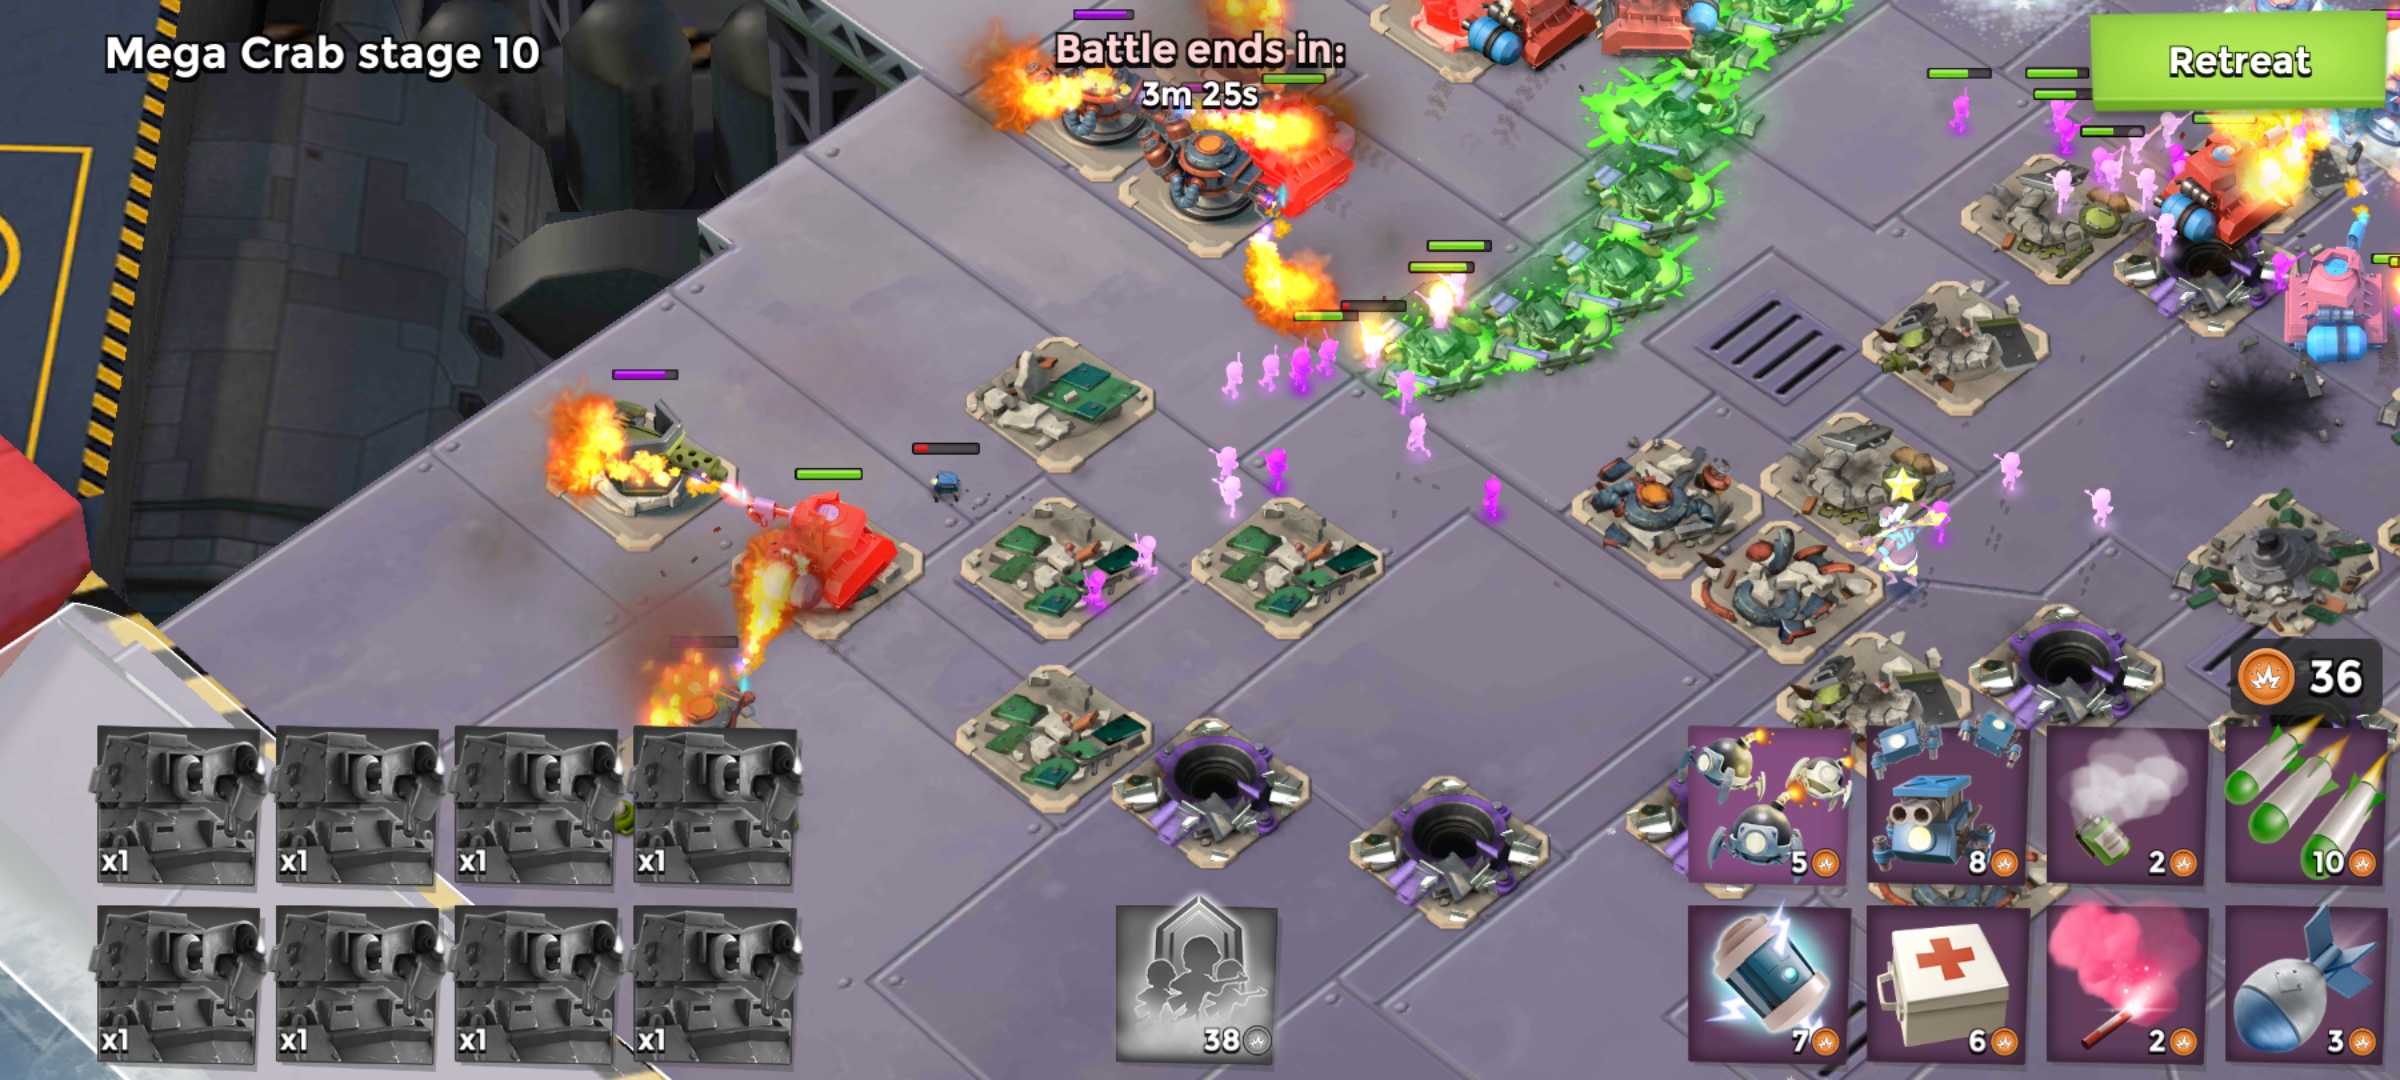 Mega Crab stage 10
Battle ends in:
3m 25s
Retreat
36
x1
x1
x1
x1
5
8
2
10
x1
x1
x1
x1
38
7
6
2
3